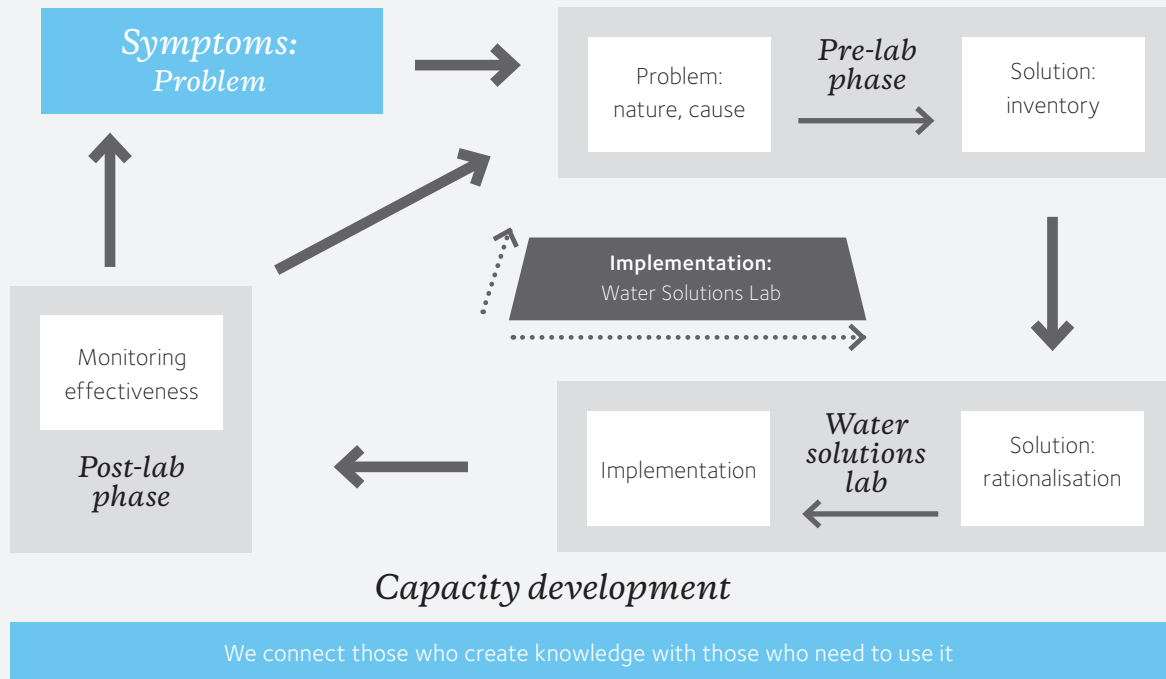 Symptoms:
Problem
Problem:
nature, cause
Pre-lab
phase
Solution:
inventory
Implementation:
Water Solutions Lab
Monitoring
effectiveness
Post-lab
phase
Implementation
Water
solutions
lab
Solution:
rationalisation
Capacity development
We connect those who create knowledge with those who need to use it